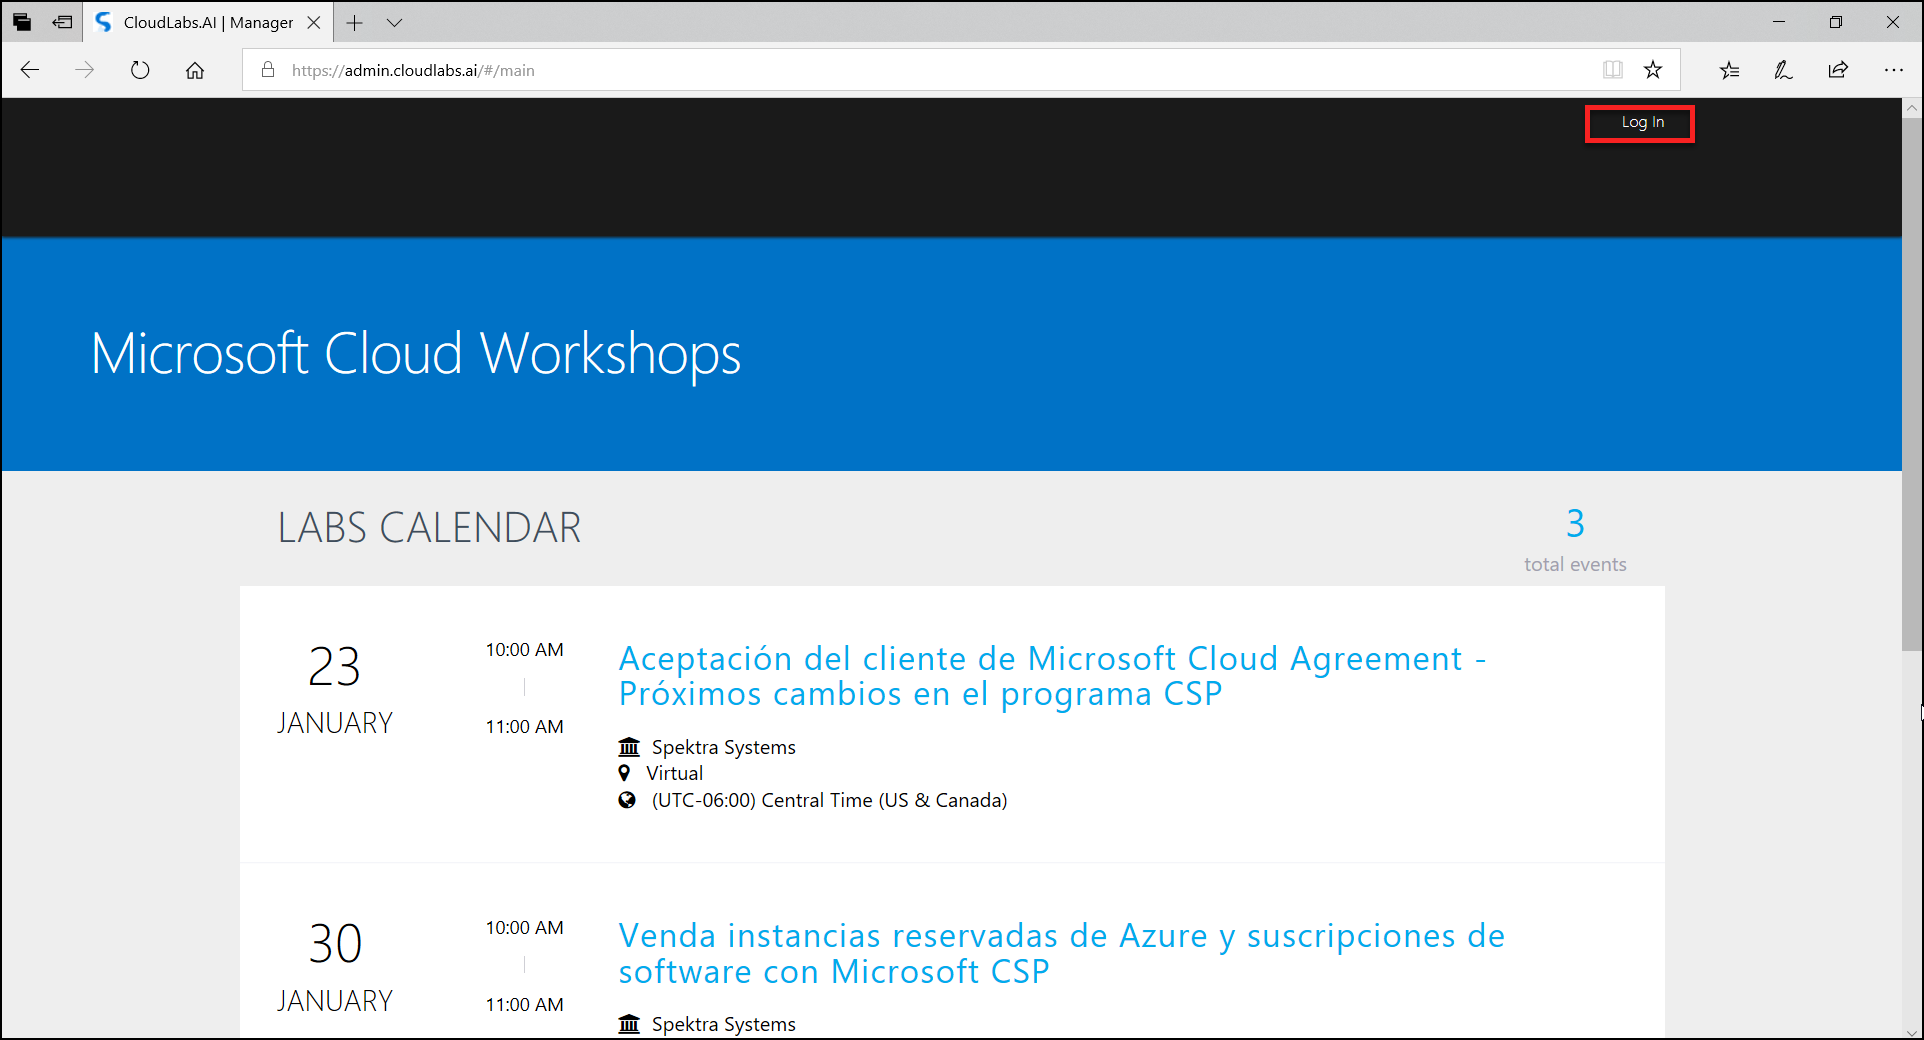 CloudLabs.AI | Manager
https://admin.cloudlabs.ai/#/main
Log In
Microsoft Cloud Workshops
LABS CALENDAR
3
total events
23
JANUARY
10:00 AM
11:00 AM
Aceptación del cliente de Microsoft Cloud Agreement -
Próximos cambios en el programa CSP
Spektra Systems
Virtual
(UTC-06:00) Central Time (US & Canada)
30
JANUARY
10:00 AM
11:00 AM
Venda instancias reservadas de Azure y suscripciones de
software con Microsoft CSP
Spektra Systems